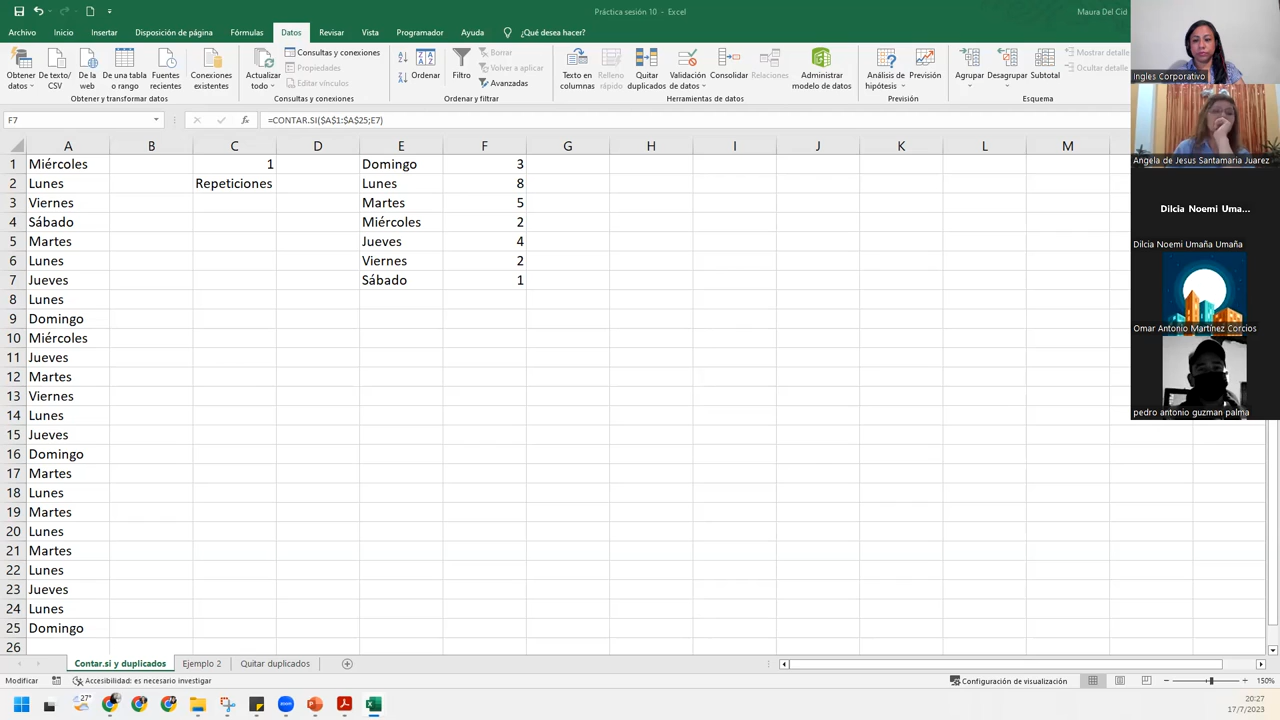 Práctica sesión 10 - Excel
Maura Del Cid
Archivo Inicio Insertar Disposición de página Fórmulas Datos Revisar Vista Programador Ayuda ¿Qué desea hacer?
Obtener datos
De texto/CSV
De la web
De una tabla o rango
Fuentes recientes
Conexiones existentes
Obtener y transformar datos
Actualizar todo
Consultas y conexiones
Propiedades
Editar vínculos
Consultas y conexiones
Ordenar
Filtro
Borrar
Volver a aplicar
Avanzadas
Ordenar y filtrar
Texto en columnas
Relleno rápido
Quitar duplicados
Validación de datos
Consolidar
Relaciones
Administrar modelo de datos
Herramientas de datos
Análisis de hipótesis
Previsión
Previsión
Agrupar
Desagrupar
Subtotal
Mostrar detalle
Ocultar detalle
Esquema
F7
fx
=CONTAR.SI($A$1:$A$25;E7)
A B C D E F G H I J K L M
1 Miércoles 1 Domingo 3
2 Lunes Repeticiones Lunes 8
3 Viernes Martes 5
4 Sábado Miércoles 2
5 Martes Jueves 4
6 Lunes Viernes 2
7 Jueves Sábado 1
8 Lunes
9 Domingo
10 Miércoles
11 Jueves
12 Martes
13 Viernes
14 Lunes
15 Jueves
16 Domingo
17 Martes
18 Lunes
19 Martes
20 Lunes
21 Martes
22 Lunes
23 Jueves
24 Lunes
25 Domingo
26
Contar.si y duplicados Ejemplo 2 Quitar duplicados
Modificar
Accesibilidad: es necesario investigar
Configuración de visualización
150%
27°
20:27
17/7/2023
Ingles Corporativo
Angela de Jesus Santamaria Juarez
Dilcia Noemi Uma...
Dilcia Noemi Umaña Umaña
Omar Antonio Martínez Corcios
pedro antonio guzman palma